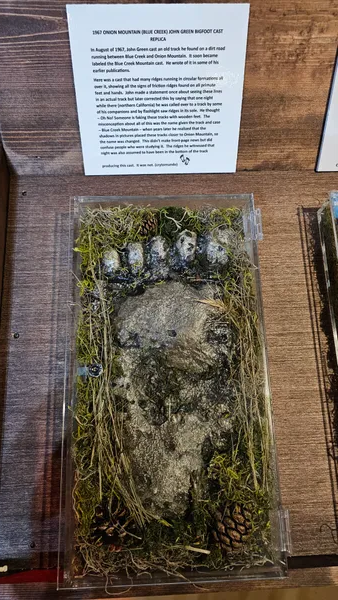 1967 ONION MOUNTAIN (BLUE CREEK) JOHN GREEN BIGFOOT CAST
REPLICA
In August of 1967, John Green cast an old track he found on a dirt road
running between Blue Creek and Onion Mountain. It soon became
labeled the Blue Creek Mountain cast. He wrote of it in some of his
earlier publications.
Here was a cast that had many ridges running in circular formations all
over it, showing all the signs of friction ridges found on all primate
feet and hands. John made a statement once about seeing these lines
in an actual track but later corrected this by saying that one night
while there (northern California) he was called over to a track by some
of his companions and by flashlight saw ridges in its sole. He thought
- Oh No! Someone is faking these tracks with wooden feet. The
misconception about all of this was the name given the track and case
- Blue Creek Mountain – when years later he realized that the
shadows in pictures placed these tracks closer to Onion Mountain, so
the name was changed. This didn't make front-page news but did
confuse people who were studying it. The ridges he witnessed that
night was also assumed to have been in the bottom of the track
producing this cast. It was not.